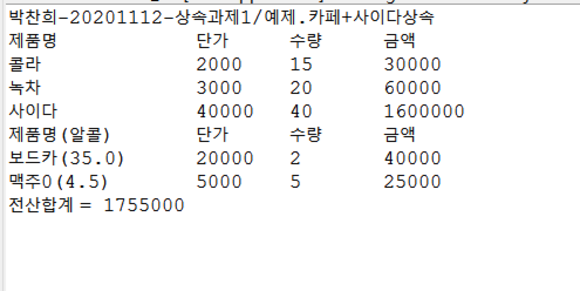 박찬희-20201112-상속과제1/예제.카페+사이다상속
제품명 단가 수량 금액
콜라 2000 15 30000
녹차 3000 20 60000
사이다 40000 40 1600000
제품명(알콜) 단가 수량 금액
보드카(35.0) 20000 2 40000
맥주0(4.5) 5000 5 25000
전산합계 = 1755000